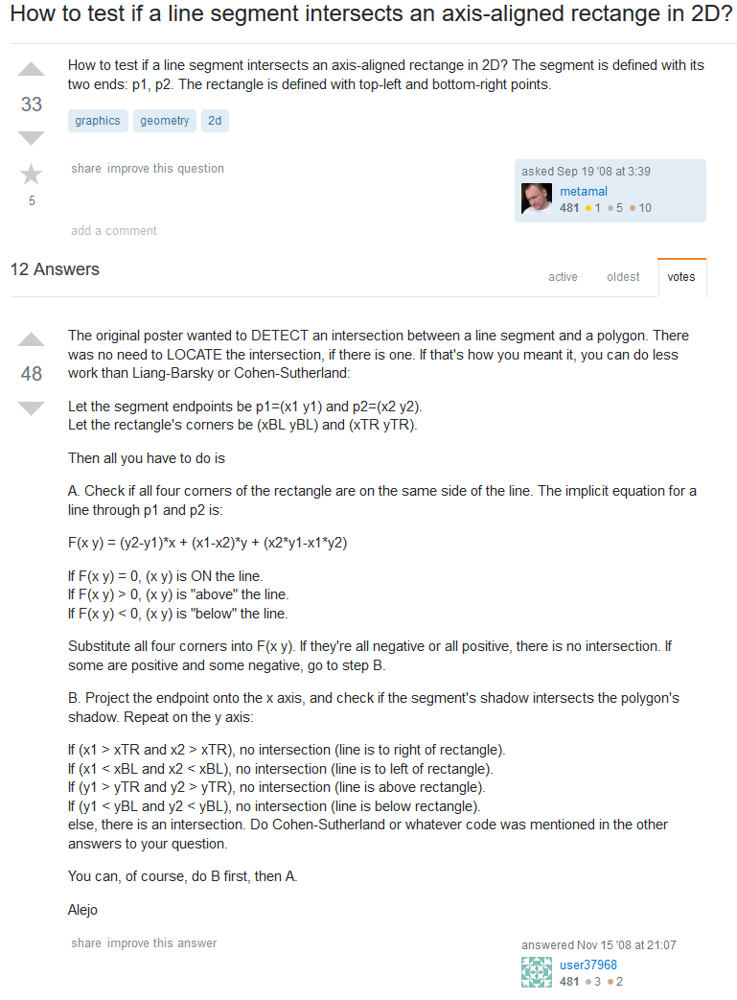 How to test if a line segment intersects an axis-aligned rectange in 2D?
How to test if a line segment intersects an axis-aligned rectange in 2D? The segment is defined with its
two ends: p1, p2. The rectangle is defined with top-left and bottom-right points.
33
graphics geometry 2d
5
share improve this question
asked Sep 19 '08 at 3:39
metamal
481 1 5 10
add a comment
12 Answers
active oldest votes
48
The original poster wanted to DETECT an intersection between a line segment and a polygon. There
was no need to LOCATE the intersection, if there is one. If that's how you meant it, you can do less
work than Liang-Barsky or Cohen-Sutherland:
Let the segment endpoints be p1=(x1 y1) and p2=(x2 y2).
Let the rectangle's corners be (xBL yBL) and (xTR yTR).
Then all you have to do is
A. Check if all four corners of the rectangle are on the same side of the line. The implicit equation for a
line through p1 and p2 is:
F(x y) = (y2-y1)*x + (x1-x2)*y + (x2*y1-x1*y2)
If F(x y) = 0, (x y) is ON the line.
If F(x y) > 0, (x y) is "above" the line.
If F(x y) < 0, (x y) is "below" the line.
Substitute all four corners into F(x y). If they're all negative or all positive, there is no intersection. If
some are positive and some negative, go to step B.
B. Project the endpoint onto the x axis, and check if the segment's shadow intersects the polygon's
shadow. Repeat on the y axis:
If (x1 > xTR and x2 > xTR), no intersection (line is to right of rectangle).
If (x1 < xBL and x2 < xBL), no intersection (line is to left of rectangle).
If (y1 > yTR and y2 > yTR), no intersection (line is above rectangle).
If (y1 < yBL and y2 < yBL), no intersection (line is below rectangle).
else, there is an intersection. Do Cohen-Sutherland or whatever code was mentioned in the other
answers to your question.
You can, of course, do B first, then A.
Alejo
share improve this answer
answered Nov 15 '08 at 21:07
user37968
481 3 2